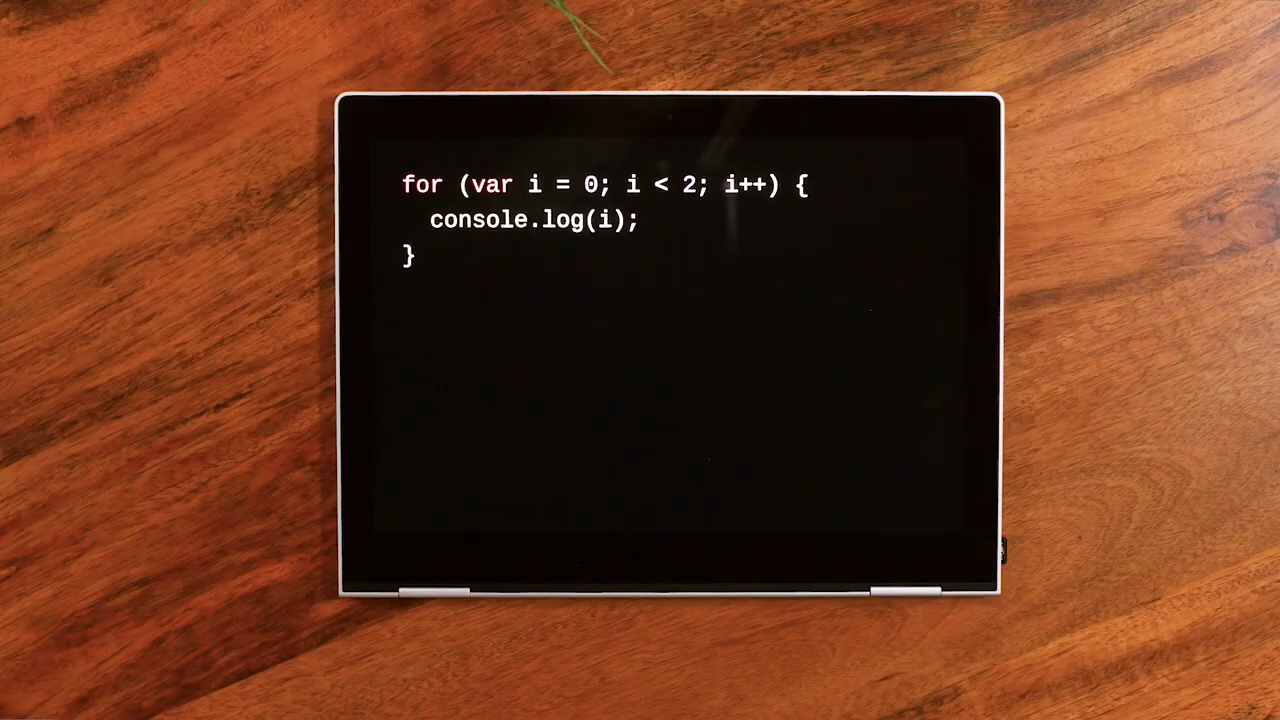 for (var i = 0; i < 2; i++) {
  console.log(i);
}